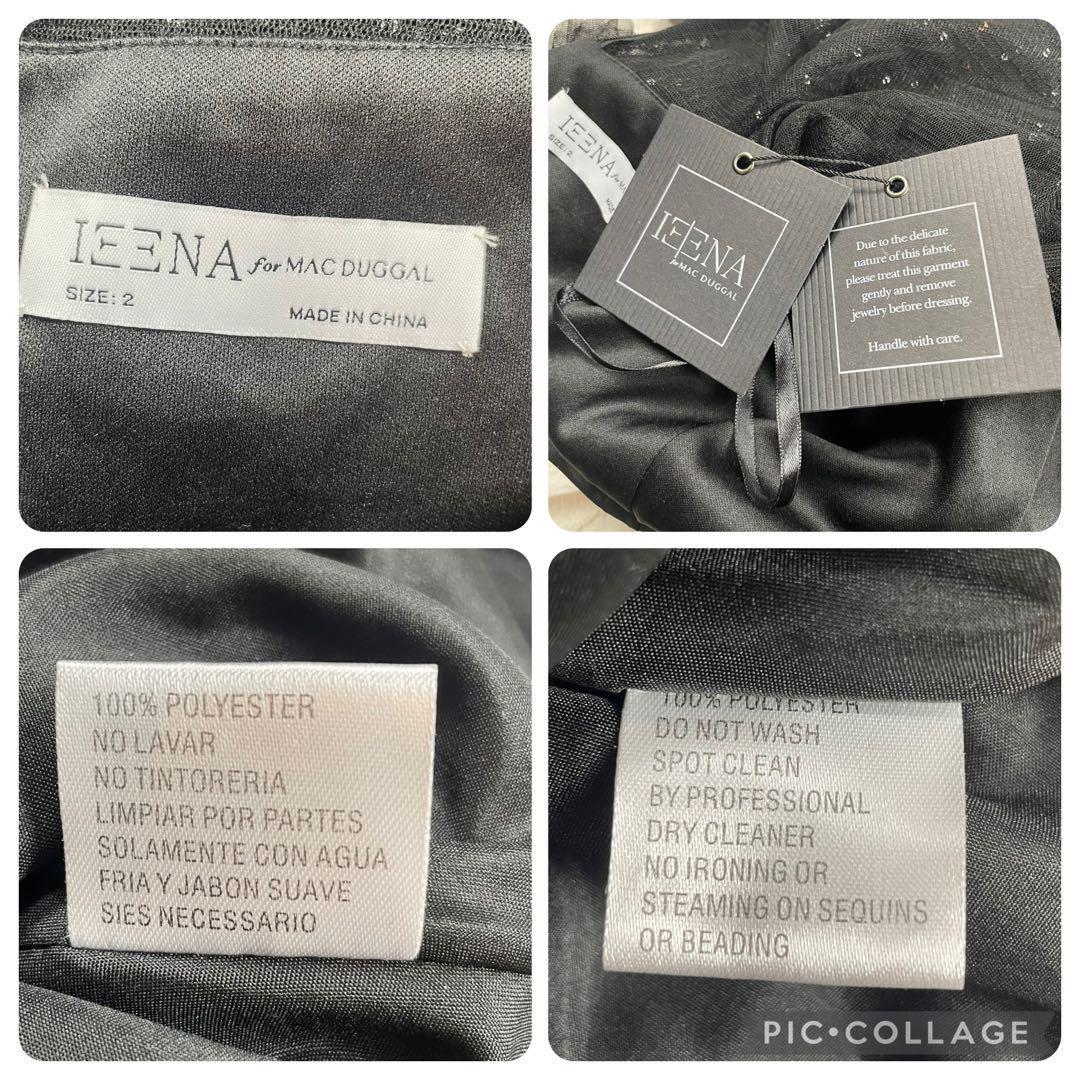 IEENA for MAC DUGGAL
SIZE: 2
MADE IN CHINA
IEENA
SIZE: 2
IEENA
for MAC DUGGAL
Due to the delicate
nature of this fabric,
please treat this garment
gently and remove
jewelry before dressing.
Handle with care.
100% POLYESTER
NO LAVAR
NO TINTORERIA
LIMPIAR POR PARTES
SOLAMENTE CON AGUA
FRIA Y JABON SUAVE
SIES NECESSARIO
100% POLYESTER
DO NOT WASH
SPOT CLEAN
BY PROFESSIONAL
DRY CLEANER
NO IRONING OR
STEAMING ON SEQUINS
OR BEADING
PIC•COLLAGE